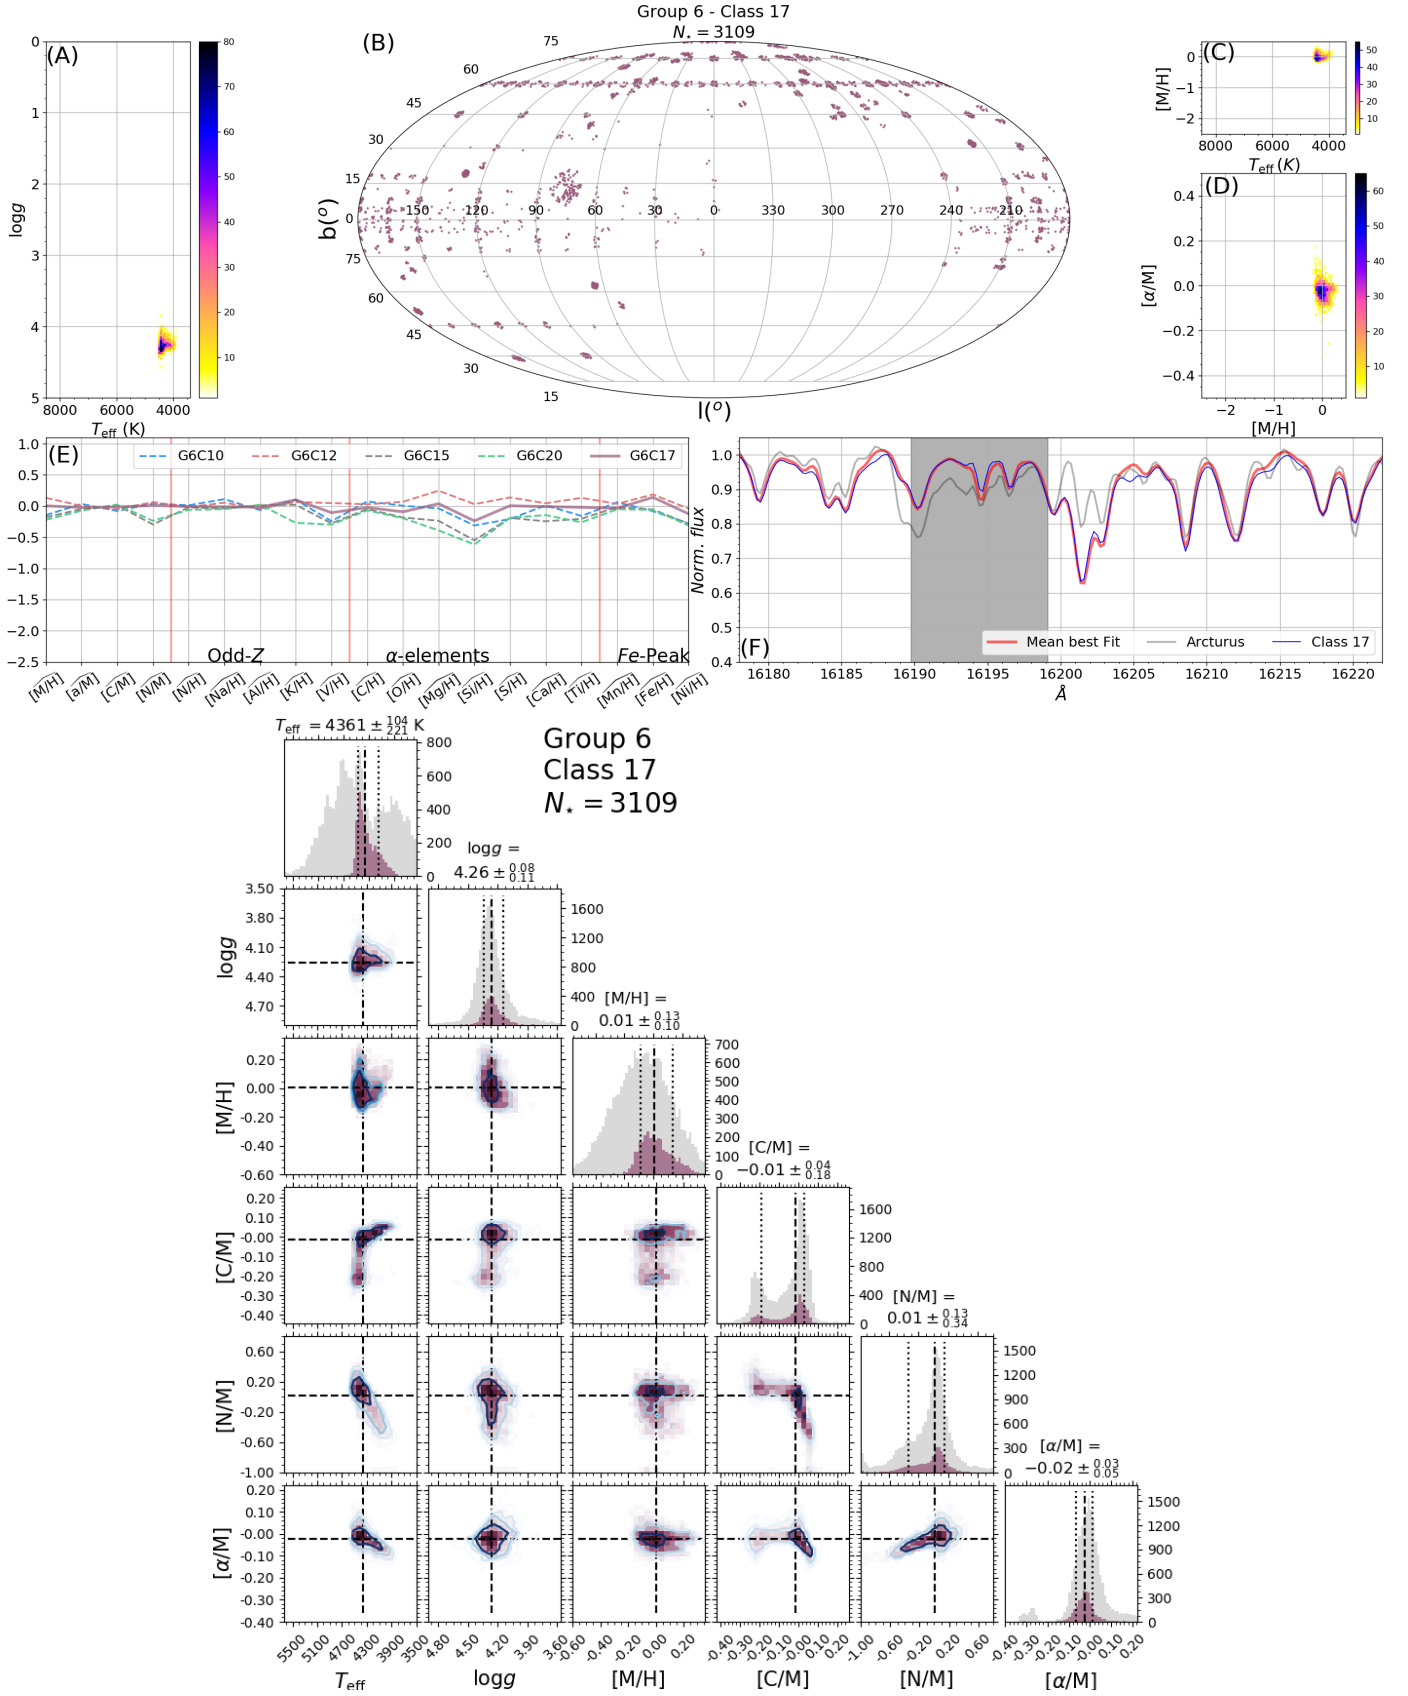 Group 6 - Class 17
N⋆ = 3109
(A)
0
1
2
3
4
5
logg
8000 6000 4000
Teff (K)
80
70
60
50
40
30
20
10
(B)
75
60
45
30
15
0
75
60
45
30
15
b(o)
150 120 90 60 30 0 330 300 270 240 210
l(o)
(C)
[M/H]
0
−1
−2
8000 6000 4000
Teff (K)
50
40
30
20
10
(D)
[α/M]
0.4
0.2
0.0
−0.2
−0.4
−2 −1 0
[M/H]
60
50
40
30
20
10
(E)
G6C10 G6C12 G6C15 G6C20 G6C17
1.0
0.5
0.0
−0.5
−1.0
−1.5
−2.0
−2.5
Odd-Z α-elements Fe-Peak
[M/H] [a/M] [C/M] [N/M] [N/H] [Na/H] [Al/H] [K/H] [V/H] [C/H] [O/H] [Mg/H] [Si/H] [S/H] [Ca/H] [Ti/H] [Mn/H] [Fe/H] [Ni/H]
Norm. flux
1.0
0.9
0.8
0.7
0.6
0.5
0.4
(F)
Mean best Fit Arcturus Class 17
16180 16185 16190 16195 16200 16205 16210 16215 16220
Å
Group 6
Class 17
N⋆ = 3109
Teff = 4361 ± 104 221 K
800
600
400
200
0
logg =
4.26 ± 0.08 0.11
logg
3.50
3.80
4.10
4.40
4.70
1600
1200
800
400
0
[M/H] =
0.01 ± 0.13 0.10
[M/H]
0.20
0.00
-0.20
-0.40
-0.60
700
600
500
400
300
200
100
0
[C/M] =
−0.01 ± 0.04 0.18
[C/M]
0.20
0.10
-0.00
-0.10
-0.20
-0.30
-0.40
1600
1200
800
400
0
[N/M] =
0.01 ± 0.13 0.34
[N/M]
0.60
0.20
-0.20
-0.60
-1.00
1500
1200
900
600
300
0
[α/M] =
−0.02 ± 0.03 0.05
[α/M]
0.20
0.10
-0.00
-0.10
-0.20
-0.30
-0.40
1500
1200
900
600
300
0
5500 5100 4700 4300 3900 3500
4.80 4.50 4.20 3.90 3.60
-0.60 -0.40 -0.20 0.00 0.20
-0.40 -0.30 -0.20 -0.10 -0.00 0.10 0.20
-1.00 -0.60 -0.20 0.20 0.60
-0.40 -0.30 -0.20 -0.10 -0.00 0.10 0.20
Teff logg [M/H] [C/M] [N/M] [α/M]